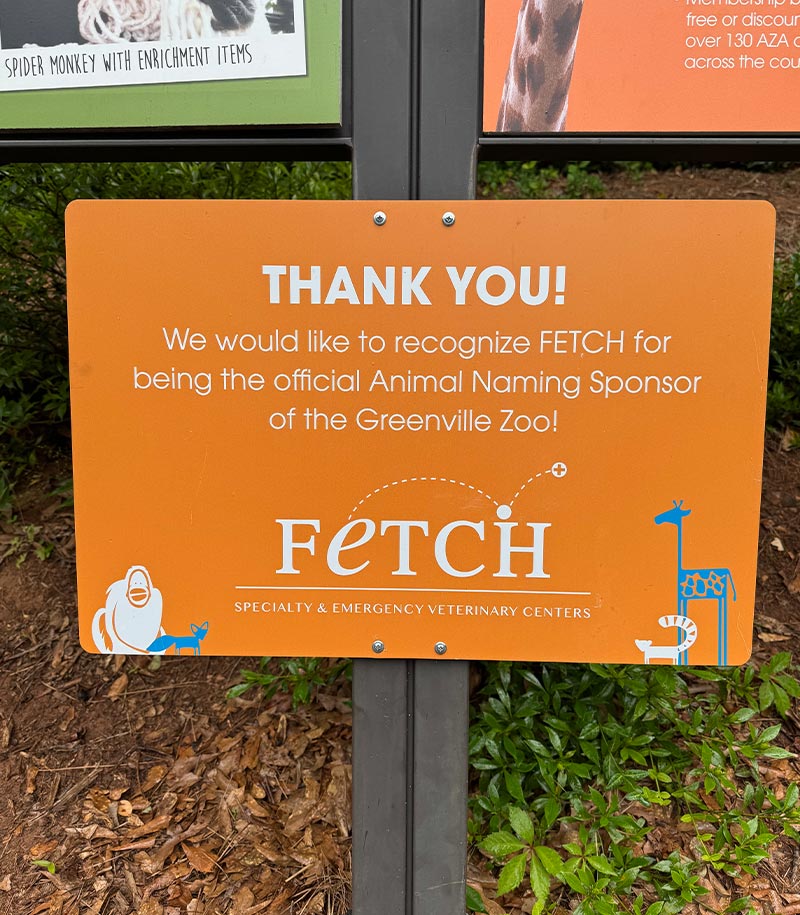 SPIDER MONKEY WITH ENRICHMENT ITEMS
free or discoun
over 130 AZA
across the cou
THANK YOU!
We would like to recognize FETCH for
being the official Animal Naming Sponsor
of the Greenville Zoo!
FeTCH
SPECIALTY & EMERGENCY VETERINARY CENTERS